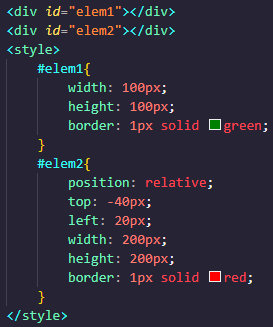 <div id="elem1"></div>
<div id="elem2"></div>
<style>
    #elem1{
        width: 100px;
        height: 100px;
        border: 1px solid green;
    }
    #elem2{
        position: relative;
        top: -40px;
        left: 20px;
        width: 200px;
        height: 200px;
        border: 1px solid red;
    }
</style>